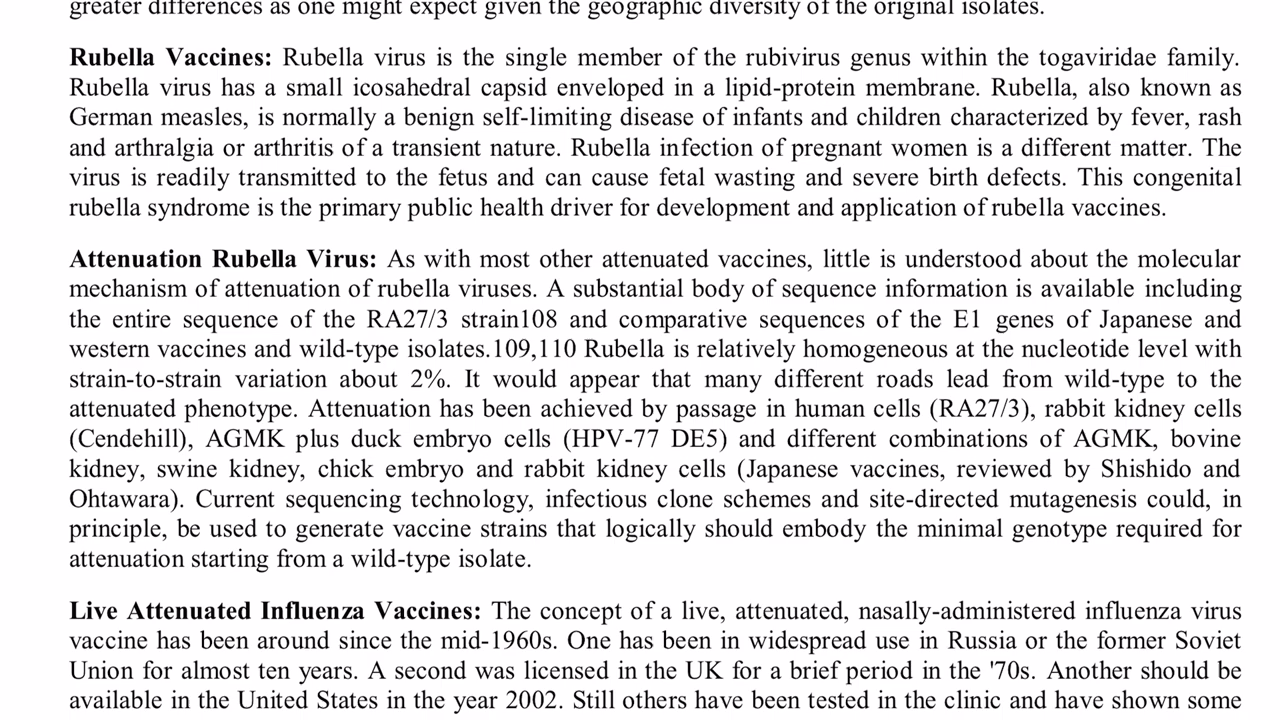 greater differences as one might expect given the geographic diversity of the original isolates.
Rubella Vaccines: Rubella virus is the single member of the rubivirus genus within the togaviridae family.
Rubella virus has a small icosahedral capsid enveloped in a lipid-protein membrane. Rubella, also known as
German measles, is normally a benign self-limiting disease of infants and children characterized by fever, rash
and arthralgia or arthritis of a transient nature. Rubella infection of pregnant women is a different matter. The
virus is readily transmitted to the fetus and can cause fetal wasting and severe birth defects. This congenital
rubella syndrome is the primary public health driver for development and application of rubella vaccines.
Attenuation Rubella Virus: As with most other attenuated vaccines, little is understood about the molecular
mechanism of attenuation of rubella viruses. A substantial body of sequence information is available including
the entire sequence of the RA27/3 strain108 and comparative sequences of the E1 genes of Japanese and
western vaccines and wild-type isolates.109,110 Rubella is relatively homogeneous at the nucleotide level with
strain-to-strain variation about 2%. It would appear that many different roads lead from wild-type to the
attenuated phenotype. Attenuation has been achieved by passage in human cells (RA27/3), rabbit kidney cells
(Cendehill), AGMK plus duck embryo cells (HPV-77 DE5) and different combinations of AGMK, bovine
kidney, swine kidney, chick embryo and rabbit kidney cells (Japanese vaccines, reviewed by Shishido and
Ohtawara). Current sequencing technology, infectious clone schemes and site-directed mutagenesis could, in
principle, be used to generate vaccine strains that logically should embody the minimal genotype required for
attenuation starting from a wild-type isolate.
Live Attenuated Influenza Vaccines: The concept of a live, attenuated, nasally-administered influenza virus
vaccine has been around since the mid-1960s. One has been in widespread use in Russia or the former Soviet
Union for almost ten years. A second was licensed in the UK for a brief period in the '70s. Another should be
available in the United States in the year 2002. Still others have been tested in the clinic and have shown some